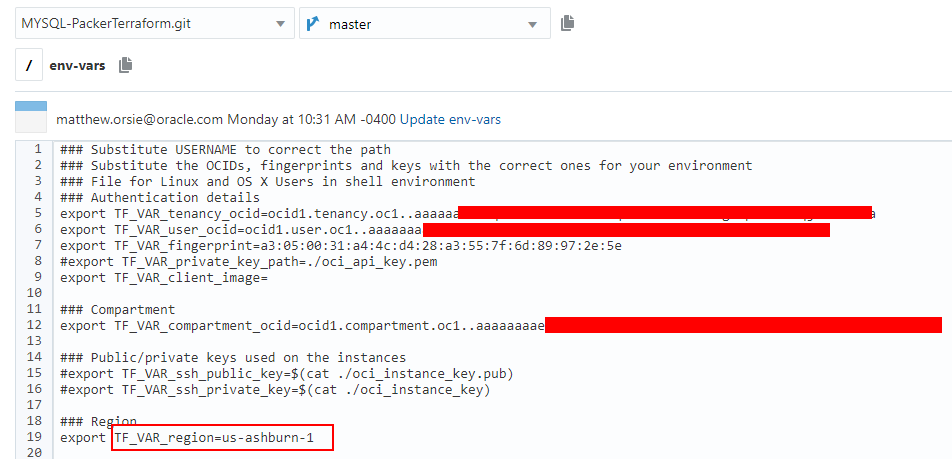 MYSQL-PackerTerraform.git master
/ env-vars
matthew.orsie@oracle.com Monday at 10:31 AM -0400 Update env-vars
1 ### Substitute USERNAME to correct the path
2 ### Substitute the OCIDs, fingerprints and keys with the correct ones for your environment
3 ### File for Linux and OS X Users in shell environment
4 ### Authentication details
5 export TF_VAR_tenancy_ocid=ocid1.tenancy.oc1..aaaaaa a
6 export TF_VAR_user_ocid=ocid1.user.oc1..aaaaaaa
7 export TF_VAR_fingerprint=a3:05:00:31:a4:4c:d4:28:a3:55:7f:6d:89:97:2e:5e
8 #export TF_VAR_private_key_path=./oci_api_key.pem
9 export TF_VAR_client_image=
10
11 ### Compartment
12 export TF_VAR_compartment_ocid=ocid1.compartment.oc1..aaaaaaaaae
13
14 ### Public/private keys used on the instances
15 #export TF_VAR_ssh_public_key=$(cat ./oci_instance_key.pub)
16 #export TF_VAR_ssh_private_key=$(cat ./oci_instance_key)
17
18 ### Region
19 export TF_VAR_region=us-ashburn-1
20